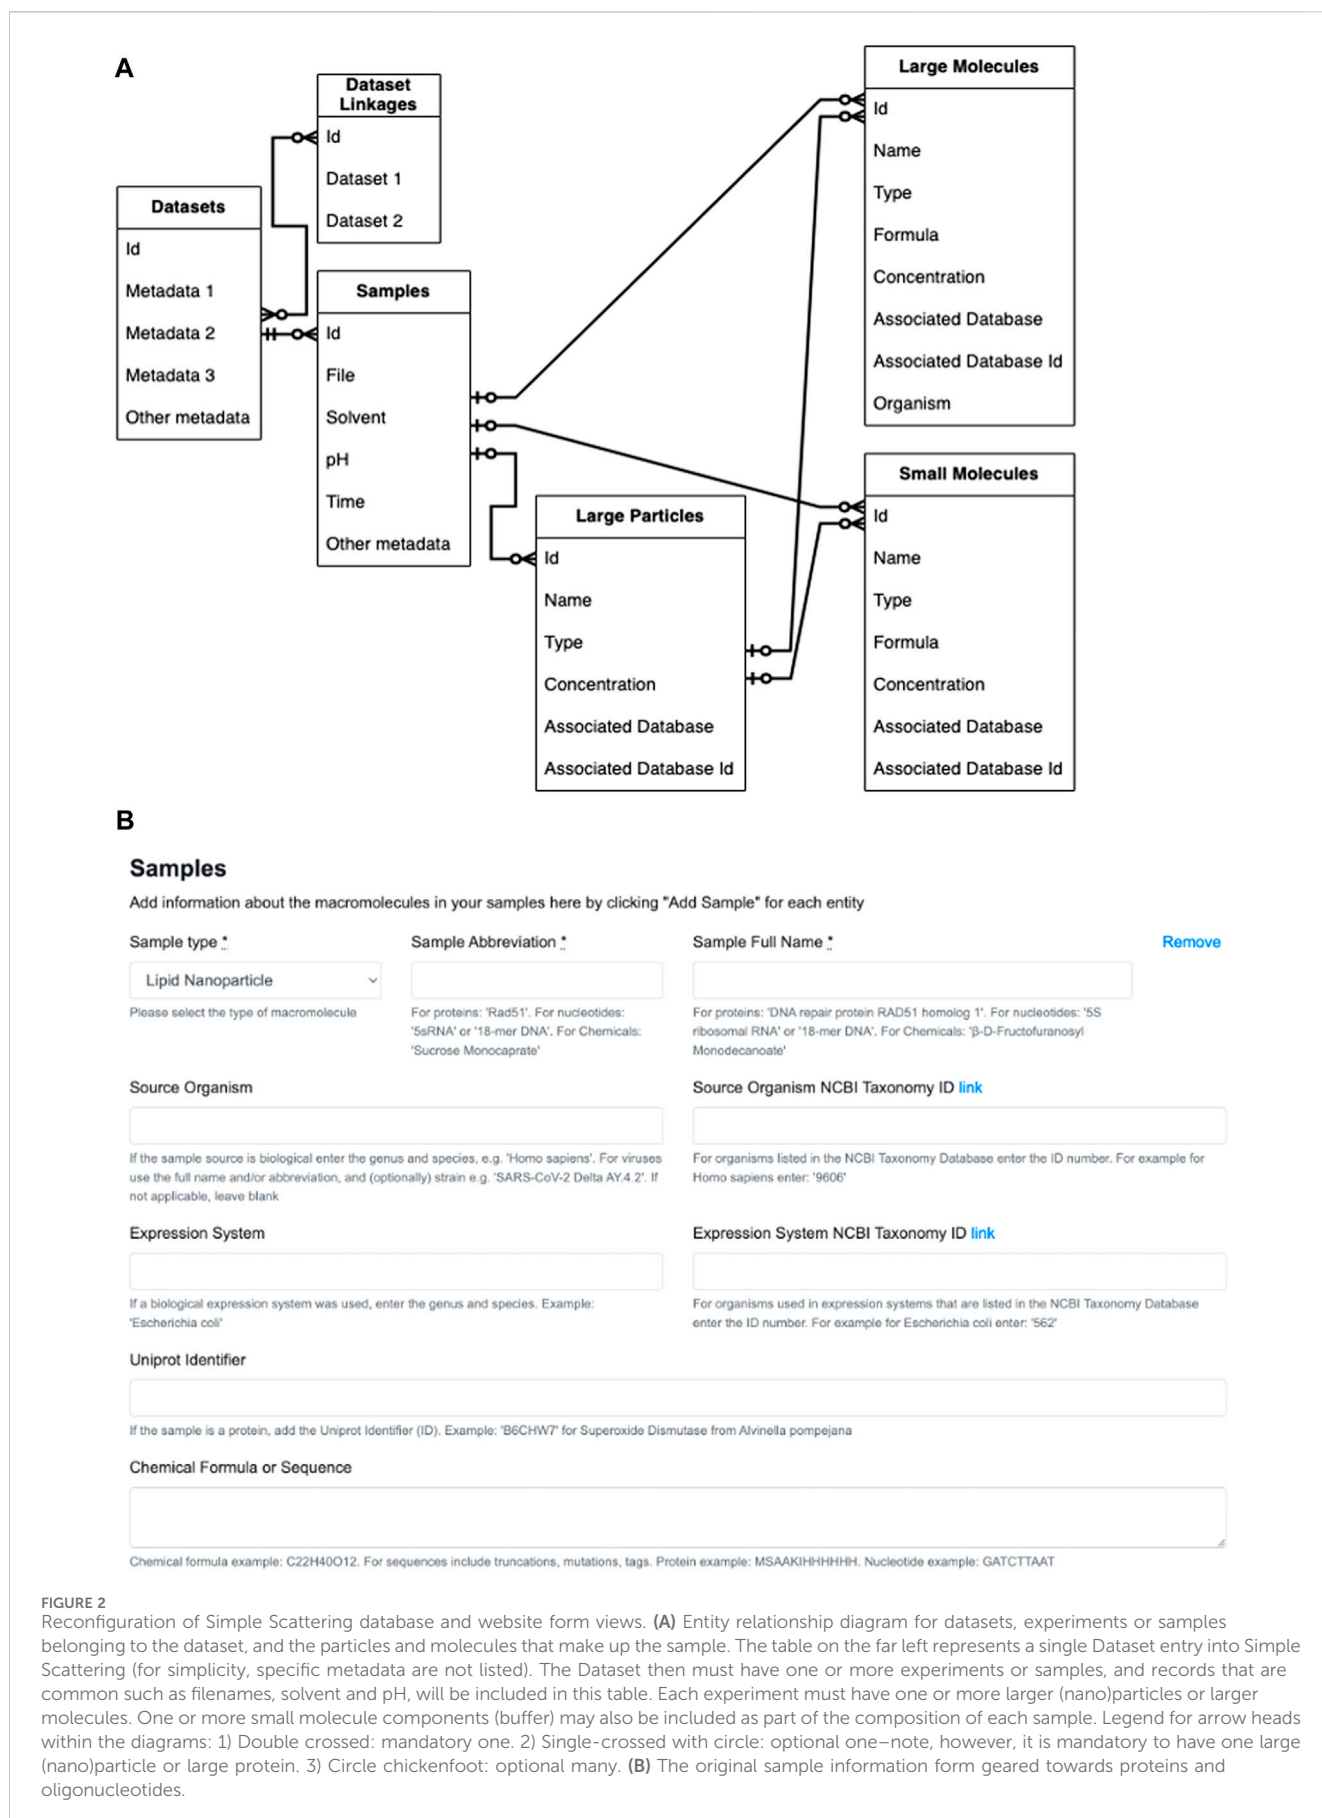 A
Dataset
Linkages
Id
Dataset 1
Dataset 2
Datasets
Id
Metadata 1
Metadata 2
Metadata 3
Other metadata
Samples
Id
File
Solvent
pH
Time
Other metadata
Large Particles
Id
Name
Type
Concentration
Associated Database
Associated Database Id
Large Molecules
Id
Name
Type
Formula
Concentration
Associated Database
Associated Database Id
Organism
Small Molecules
Id
Name
Type
Formula
Concentration
Associated Database
Associated Database Id
B
Samples
Add information about the macromolecules in your samples here by clicking "Add Sample" for each entity
Sample type *
Lipid Nanoparticle
Please select the type of macromolecule
Sample Abbreviation *
For proteins: 'Rad51'. For nucleotides:
'5sRNA' or '18-mer DNA'. For Chemicals:
'Sucrose Monocaprate'
Sample Full Name *
For proteins: 'DNA repair protein RAD51 homolog 1'. For nucleotides: '5S
ribosomal RNA' or '18-mer DNA'. For Chemicals: 'β-D-Fructofuranosyl
Monodecanoate'
Remove
Source Organism
If the sample source is biological enter the genus and species, e.g. 'Homo sapiens'. For viruses
use the full name and/or abbreviation, and (optionally) strain e.g. 'SARS-CoV-2 Delta AY.4.2'. If
not applicable, leave blank
Source Organism NCBI Taxonomy ID link
For organisms listed in the NCBI Taxonomy Database enter the ID number. For example for
Homo sapiens enter: '9606'
Expression System
If a biological expression system was used, enter the genus and species. Example:
'Escherichia coli'
Expression System NCBI Taxonomy ID link
For organisms used in expression systems that are listed in the NCBI Taxonomy Database
enter the ID number. For example for Escherichia coli enter: '562'
Uniprot Identifier
If the sample is a protein, add the Uniprot Identifier (ID). Example: 'B6CHW7' for Superoxide Dismutase from Alvinella pompejana
Chemical Formula or Sequence
Chemical formula example: C22H40O12. For sequences include truncations, mutations, tags. Protein example: MSAAKIHHHHHH. Nucleotide example: GATCTTAAT
FIGURE 2
Reconfiguration of Simple Scattering database and website form views. (A) Entity relationship diagram for datasets, experiments or samples
belonging to the dataset, and the particles and molecules that make up the sample. The table on the far left represents a single Dataset entry into Simple
Scattering (for simplicity, specific metadata are not listed). The Dataset then must have one or more experiments or samples, and records that are
common such as filenames, solvent and pH, will be included in this table. Each experiment must have one or more larger (nano)particles or larger
molecules. One or more small molecule components (buffer) may also be included as part of the composition of each sample. Legend for arrow heads
within the diagrams: 1) Double crossed: mandatory one. 2) Single-crossed with circle: optional one–note, however, it is mandatory to have one large
(nano)particle or large protein. 3) Circle chickenfoot: optional many. (B) The original sample information form geared towards proteins and
oligonucleotides.